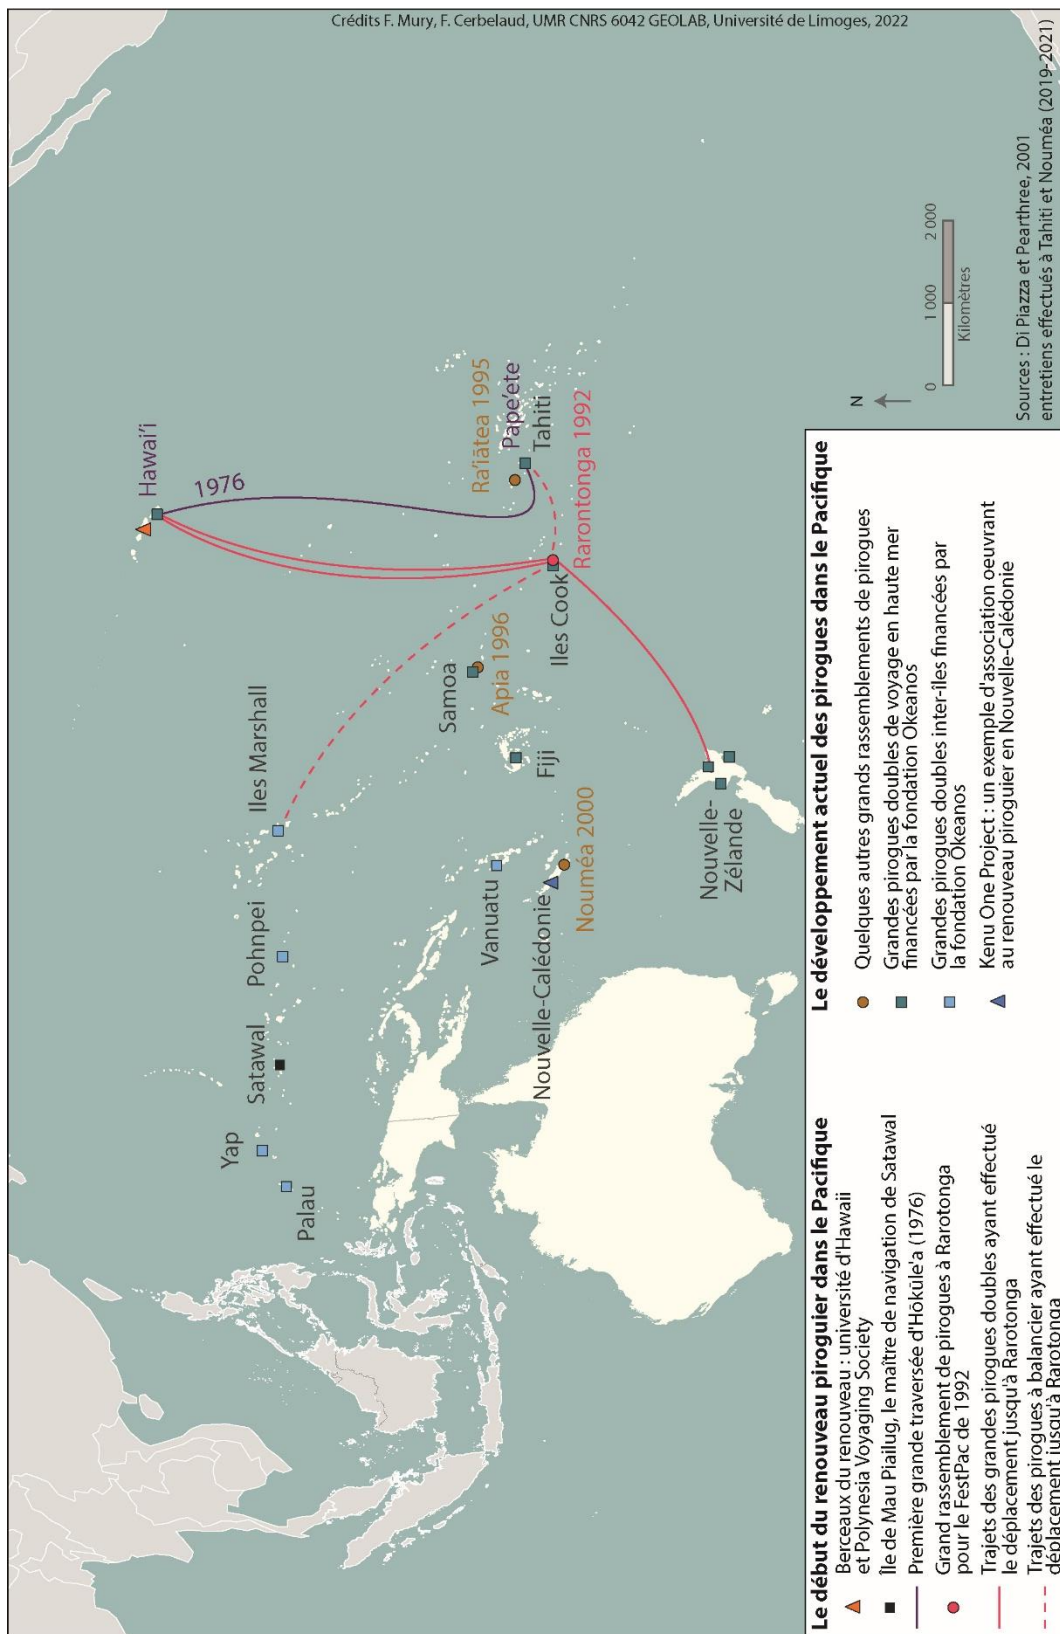 Crédits F. Mury, F. Cerbelaud, UMR CNRS 6042 GEOLAB, Université de Limoges, 2022
Hawai'i
1976
Iles Marshall
Pohnpei
Satawal
Yap
Palau
Ra'iātea 1995
Pape'ete
Tahiti
Rarontonga 1992
Iles Cook
Samoa
Apia 1996
Fiji
Vanuatu
Nouvelle-Calédonie
Nouméa 2000
Nouvelle-
Zélande
N
0 1 000 2 000
Kilomètres
Sources : Di Piazza et Pearthree, 2001
entretiens effectués à Tahiti et Nouméa (2019-2021)
Le début du renouveau piroguier dans le Pacifique
Berceaux du renouveau : université d'Hawaii
et Polynesia Voyaging Society
Île de Mau Piailug, le maître de navigation de Satawal
Première grande traversée d'Hōkule'a (1976)
Grand rassemblement de pirogues à Rarotonga
pour le FestPac de 1992
Trajets des grandes pirogues doubles ayant effectué
le déplacement jusqu'à Rarotonga
Trajets des pirogues à balancier ayant effectué le
déplacement jusqu'à Rarotonga
Le développement actuel des pirogues dans le Pacifique
Quelques autres grands rassemblements de pirogues
Grandes pirogues doubles de voyage en haute mer
financées par la fondation Okeanos
Grandes pirogues doubles inter-îles financées par
la fondation Okeanos
Kenu One Project : un exemple d'association oeuvrant
au renouveau piroguier en Nouvelle-Calédonie